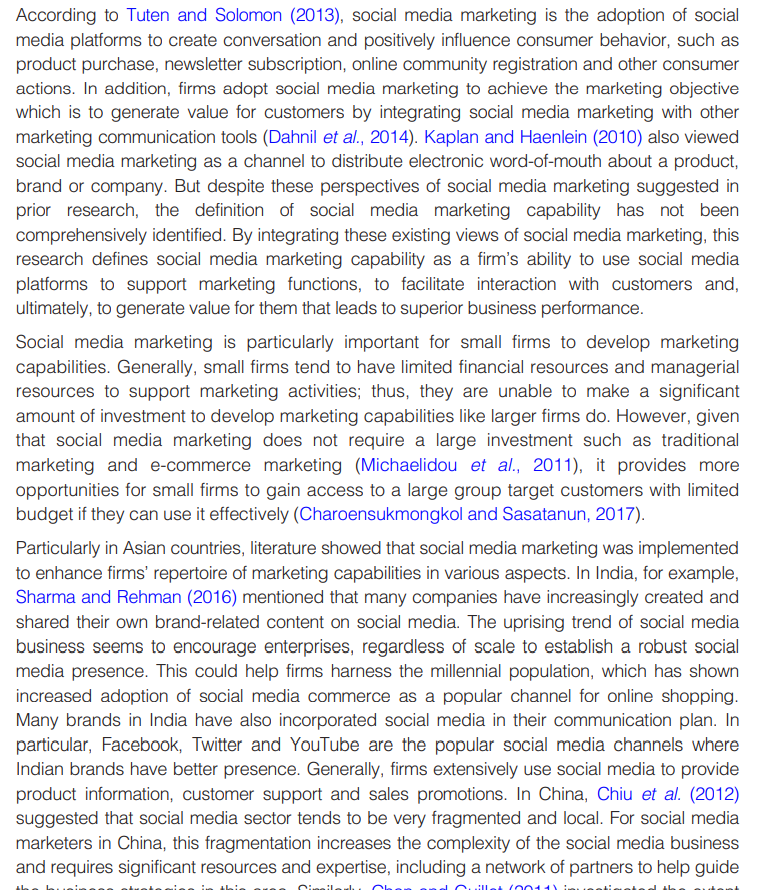 According to Tuten and Solomon (2013), social media marketing is the adoption of social
media platforms to create conversation and positively influence consumer behavior, such as
product purchase, newsletter subscription, online community registration and other consumer
actions. In addition, firms adopt social media marketing to achieve the marketing objective
which is to generate value for customers by integrating social media marketing with other
marketing communication tools (Dahnil et al., 2014). Kaplan and Haenlein (2010) also viewed
social media marketing as a channel to distribute electronic word-of-mouth about a product,
brand or company. But despite these perspectives of social media marketing suggested in
prior research, the definition of social media marketing capability has not been
comprehensively identified. By integrating these existing views of social media marketing, this
research defines social media marketing capability as a firm's ability to use social media
platforms to support marketing functions, to facilitate interaction with customers and,
ultimately, to generate value for them that leads to superior business performance.
Social media marketing is particularly important for small firms to develop marketing
capabilities. Generally, small firms tend to have limited financial resources and managerial
resources to support marketing activities; thus, they are unable to make a significant
amount of investment to develop marketing capabilities like larger firms do. However, given
that social media marketing does not require a large investment such as traditional
marketing and e-commerce marketing (Michaelidou et al., 2011), it provides more
opportunities for small firms to gain access to a large group target customers with limited
budget if they can use it effectively (Charoensukmongkol and Sasatanun, 2017).
Particularly in Asian countries, literature showed that social media marketing was implemented
to enhance firms' repertoire of marketing capabilities in various aspects. In India, for example,
Sharma and Rehman (2016) mentioned that many companies have increasingly created and
shared their own brand-related content on social media. The uprising trend of social media
business seems to encourage enterprises, regardless of scale to establish a robust social
media presence. This could help firms harness the millennial population, which has shown
increased adoption of social media commerce as a popular channel for online shopping.
Many brands in India have also incorporated social media in their communication plan. In
particular, Facebook, Twitter and YouTube are the popular social media channels where
Indian brands have better presence. Generally, firms extensively use social media to provide
product information, customer support and sales promotions. In China, Chiu et al. (2012)
suggested that social media sector tends to be very fragmented and local. For social media
marketers in China, this fragmentation increases the complexity of the social media business
and requires significant resources and expertise, including a network of partners to help guide
the business strategies in this area. Similarly, Chan and Guillet (2011) investigated the extent